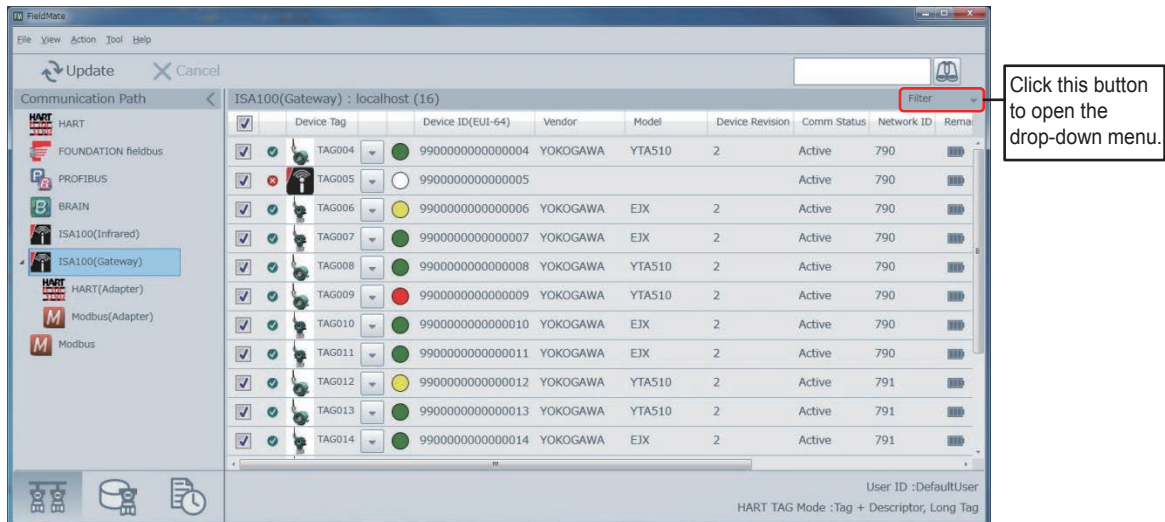 FieldMate
File View Action Tool Help
Update Cancel
Communication Path
HART
FOUNDATION fieldbus
PROFIBUS
BRAIN
ISA100(Infrared)
ISA100(Gateway)
HART(Adapter)
Modbus(Adapter)
Modbus
ISA100(Gateway) : localhost (16) Filter
Device Tag Device ID(EUI-64) Vendor Model Device Revision Comm Status Network ID Remai
TAG004 9900000000000004 YOKOGAWA YTA510 2 Active 790
TAG005 9900000000000005 Active 790
TAG006 9900000000000006 YOKOGAWA EJX 2 Active 790
TAG007 9900000000000007 YOKOGAWA EJX 2 Active 790
TAG008 9900000000000008 YOKOGAWA YTA510 2 Active 790
TAG009 9900000000000009 YOKOGAWA YTA510 2 Active 790
TAG010 9900000000000010 YOKOGAWA EJX 2 Active 790
TAG011 9900000000000011 YOKOGAWA EJX 2 Active 790
TAG012 9900000000000012 YOKOGAWA YTA510 2 Active 791
TAG013 9900000000000013 YOKOGAWA YTA510 2 Active 791
TAG014 9900000000000014 YOKOGAWA EJX 2 Active 791
User ID :DefaultUser
HART TAG Mode :Tag + Descriptor, Long Tag
Click this button
to open the
drop-down menu.